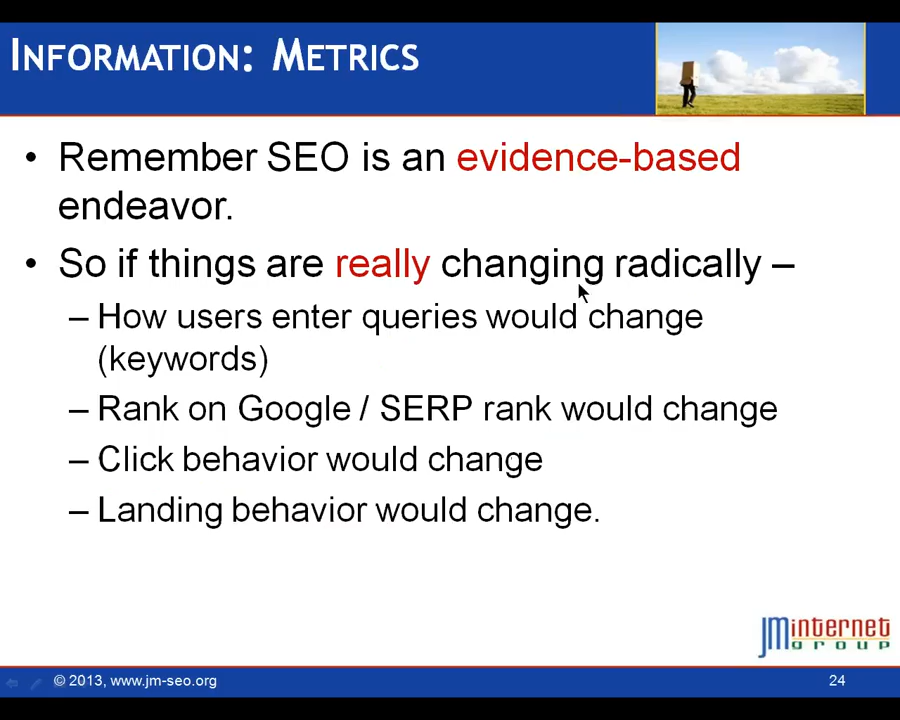 INFORMATION: METRICS
• Remember SEO is an evidence-based
endeavor.
• So if things are really changing radically –
– How users enter queries would change
(keywords)
– Rank on Google / SERP rank would change
– Click behavior would change
– Landing behavior would change.
JMinternet
group
© 2013, www.jm-seo.org
24